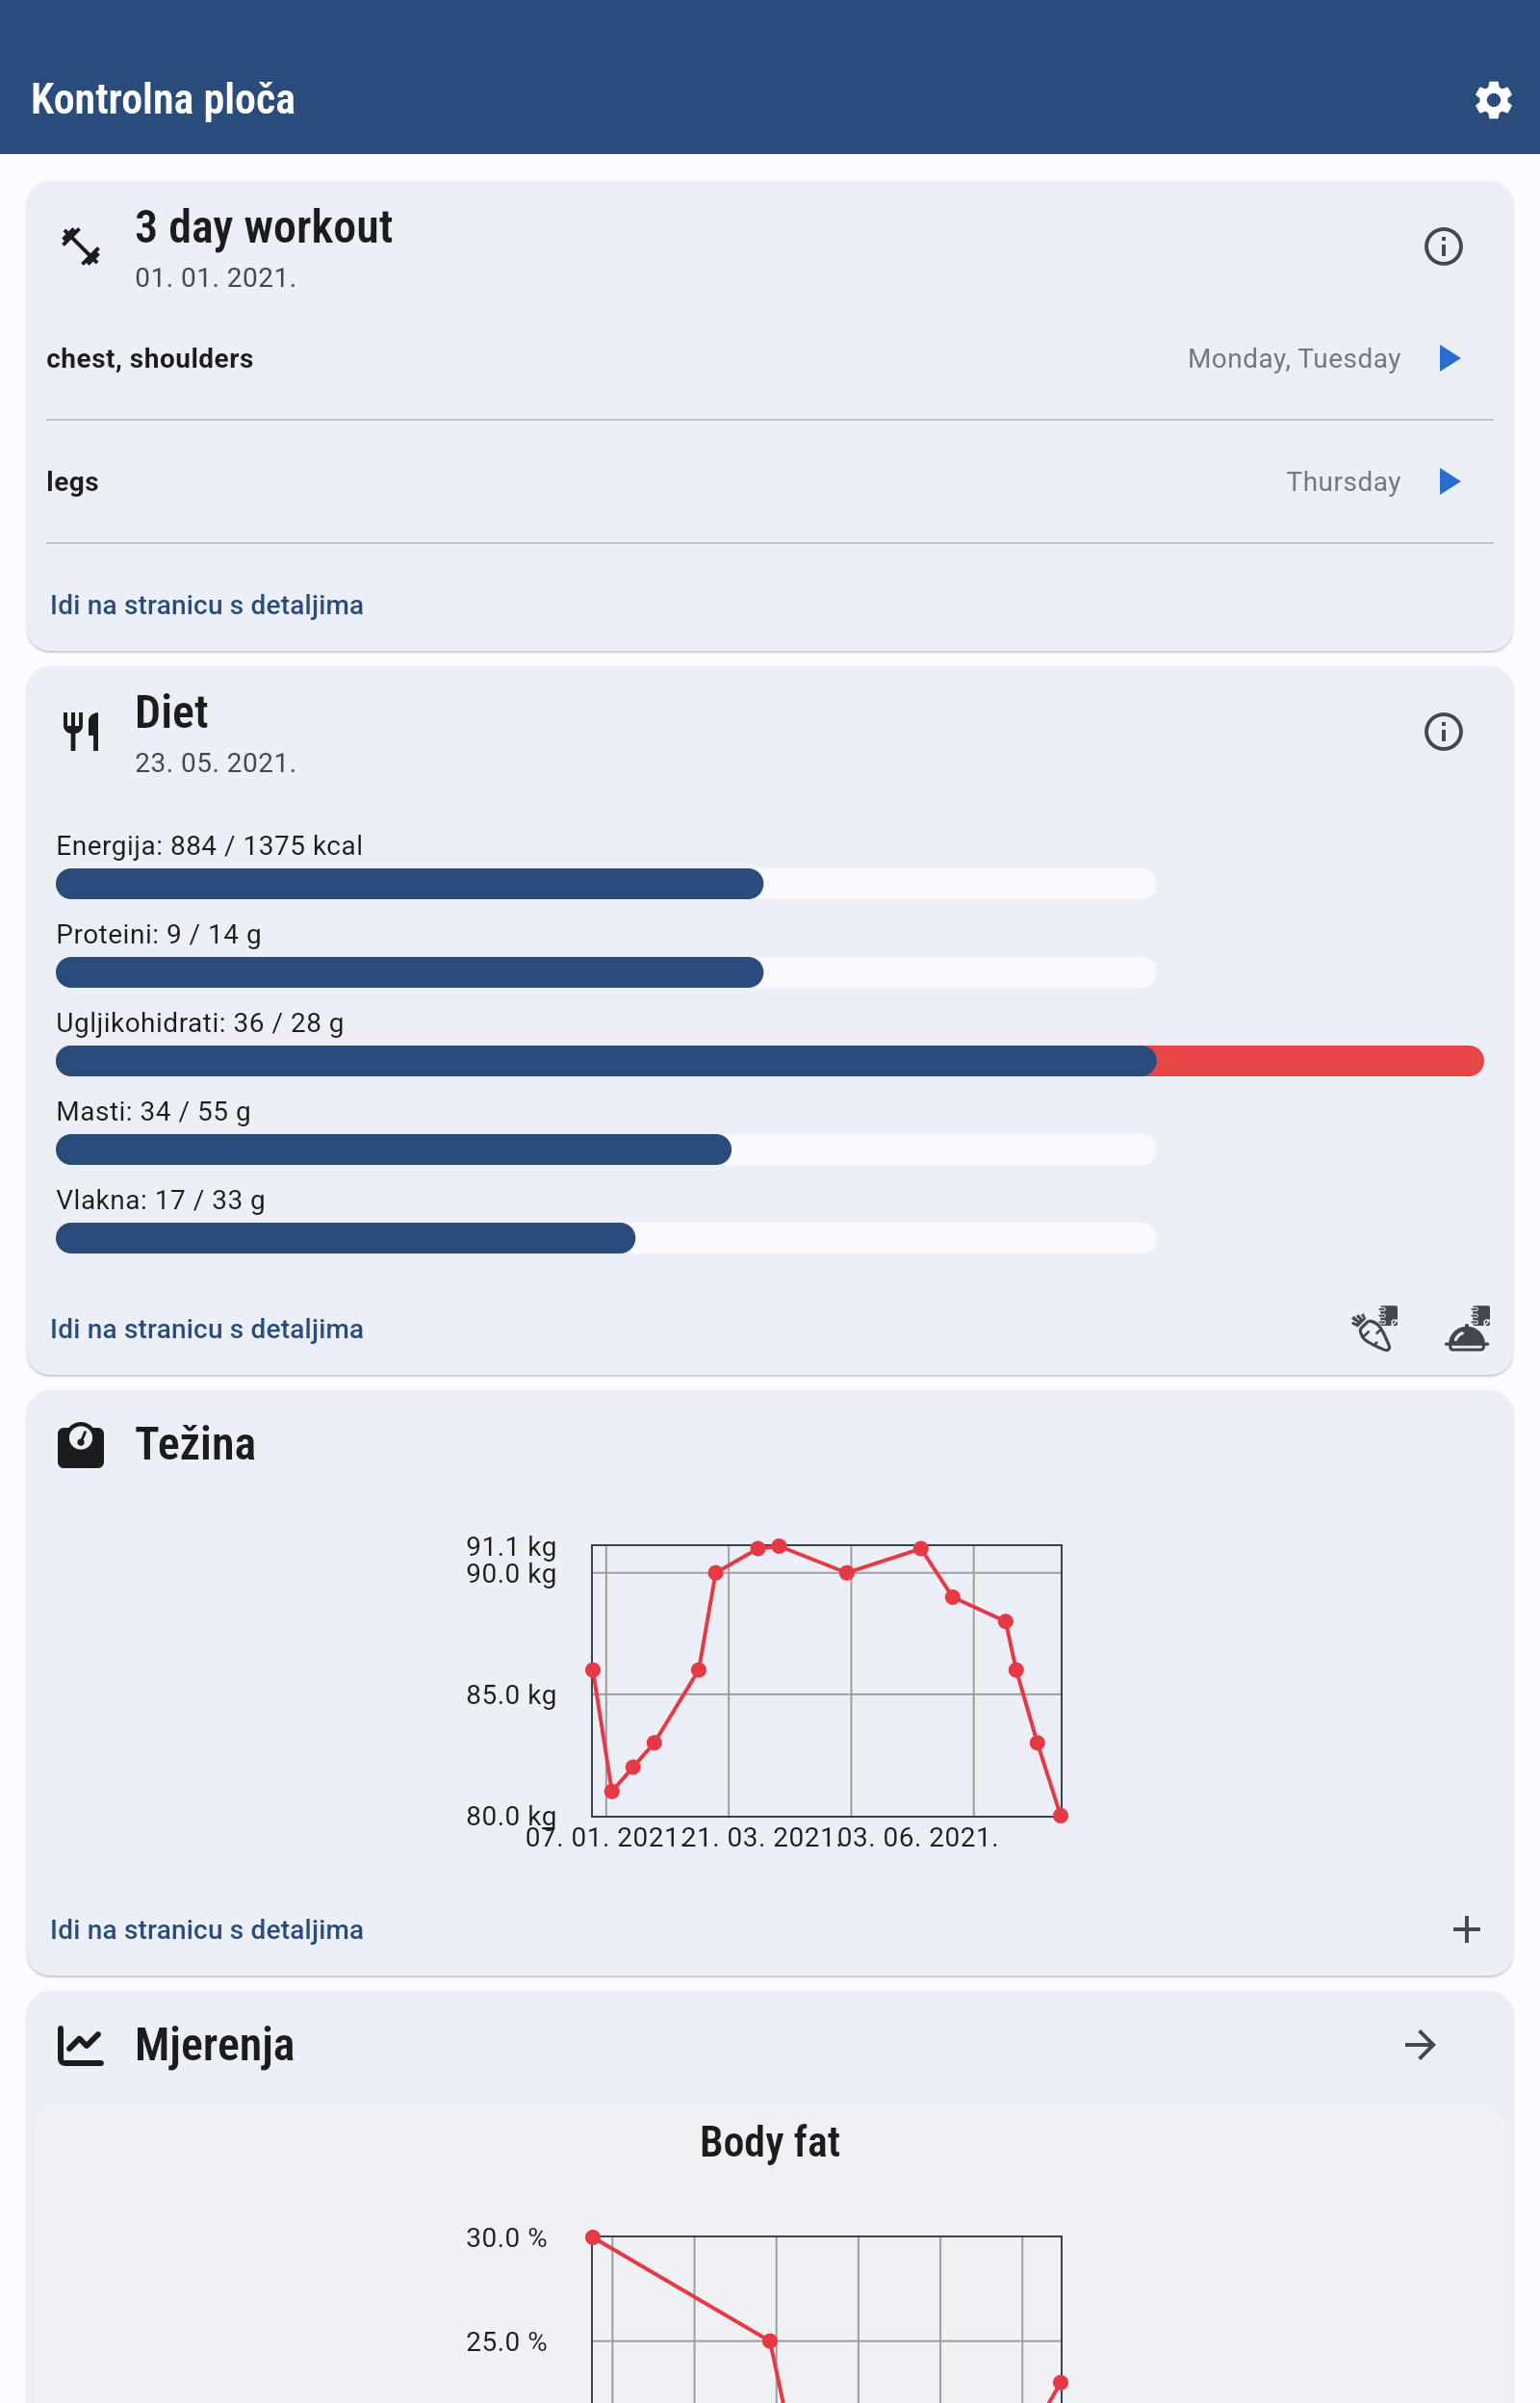 Kontrolna ploča
3 day workout
01. 01. 2021.
chest, shoulders
Monday, Tuesday
legs
Thursday
Idi na stranicu s detaljima
Diet
23. 05. 2021.
Energija: 884 / 1375 kcal
Proteini: 9 / 14 g
Ugljikohidrati: 36 / 28 g
Masti: 34 / 55 g
Vlakna: 17 / 33 g
Idi na stranicu s detaljima
Težina
91.1 kg
90.0 kg
85.0 kg
80.0 kg
07. 01. 2021. 21. 03. 2021. 03. 06. 2021.
Idi na stranicu s detaljima
Mjerenja
Body fat
30.0 %
25.0 %